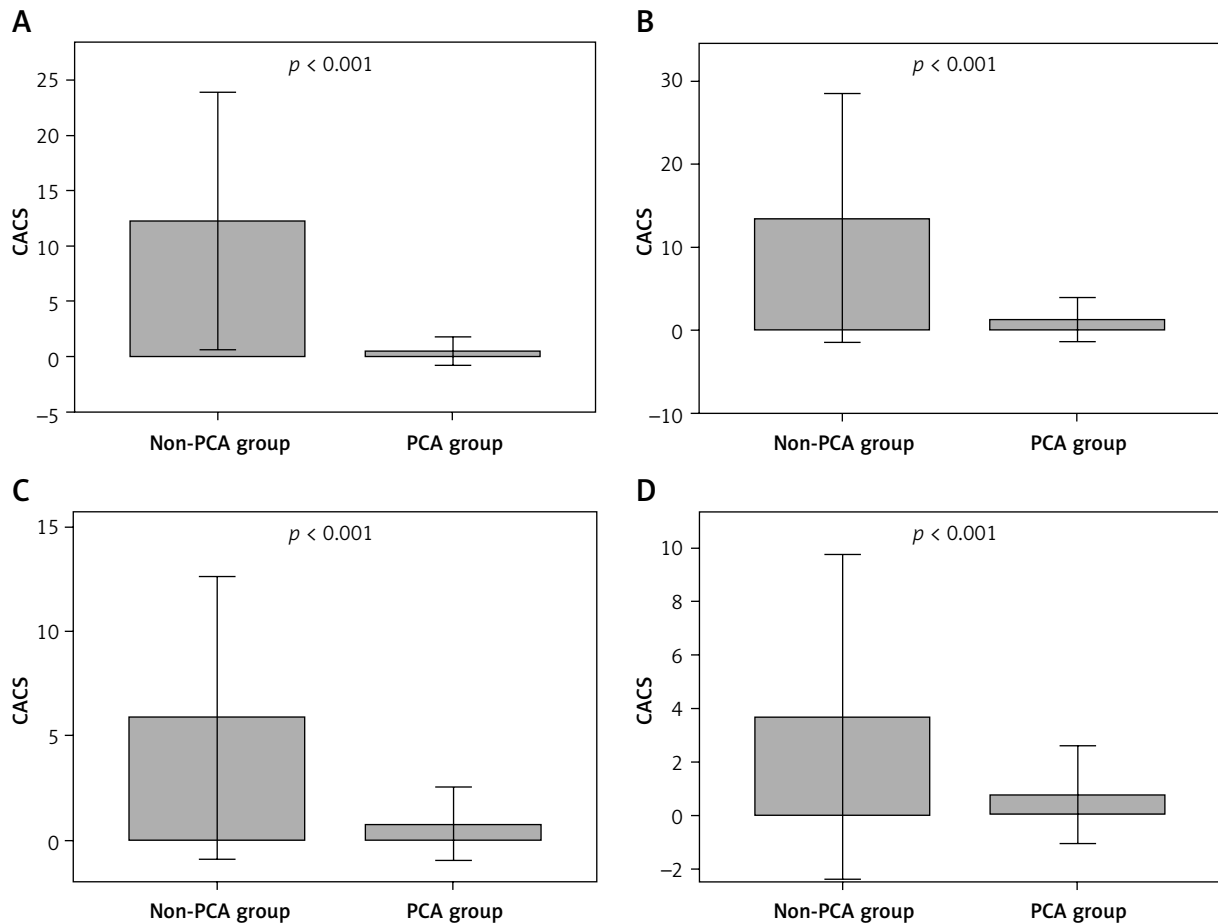 A
p < 0.001
CACS
25
20
15
10
5
0
–5
Non-PCA group PCA group
B
p < 0.001
CACS
30
20
10
0
–10
Non-PCA group PCA group
C
p < 0.001
CACS
15
10
5
0
Non-PCA group PCA group
D
p < 0.001
CACS
10
8
6
4
2
0
–2
Non-PCA group PCA group